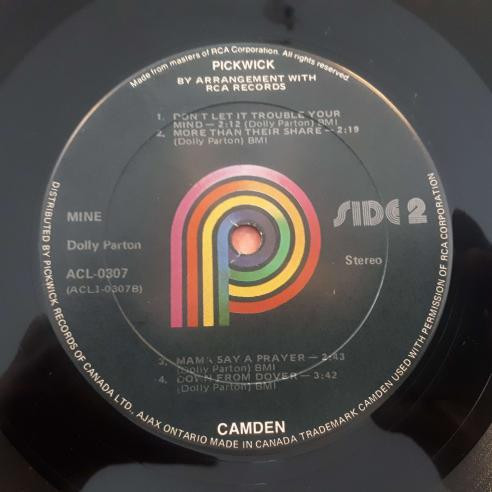 Made from masters of RCA Corporation. All rights reserved.
PICKWICK
BY ARRANGEMENT WITH
RCA RECORDS
1. DON'T LET IT TROUBLE YOUR
MIND — 2:12 (Dolly Parton) BMI
2. MORE THAN THEIR SHARE — 2:19
(Dolly Parton) BMI
MINE
SIDE 2
Dolly Parton
Stereo
ACL-0307
(ACL1-0307B)
3. MAMA SAY A PRAYER — 2:43
(Dolly Parton) BMI
4. DOWN FROM DOVER — 3:42
(Dolly Parton) BMI
CAMDEN
DISTRIBUTED BY PICKWICK RECORDS OF CANADA LTD. AJAX ONTARIO MADE IN CANADA TRADEMARK CAMDEN USED WITH PERMISSION OF RCA CORPORATION